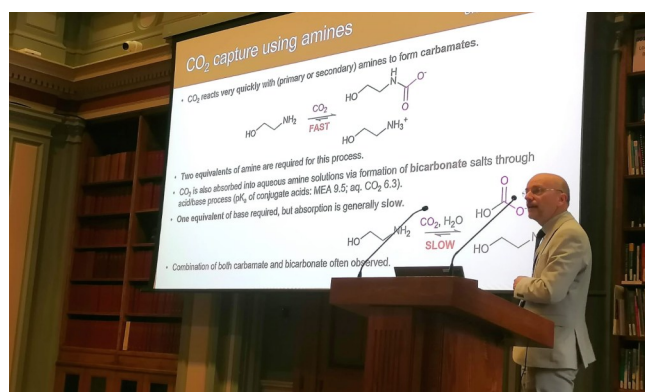 CO₂ capture using amines
• CO₂ reacts very quickly with (primary or secondary) amines to form carbamates.
H
N
O⁻
HO
O
CO₂
HO
NH₂
FAST
HO
NH₃⁺
• Two equivalents of amine are required for this process.
• CO₂ is also absorbed into aqueous amine solutions via formation of bicarbonate salts through
acid/base process (pKₐ of conjugate acids: MEA 9.5; aq. CO₂ 6.3).
• One equivalent of base required, but absorption is generally slow.
O
HO
O⁻
CO₂, H₂O
HO
NH₂
SLOW
HO
N
• Combination of both carbamate and bicarbonate often observed.